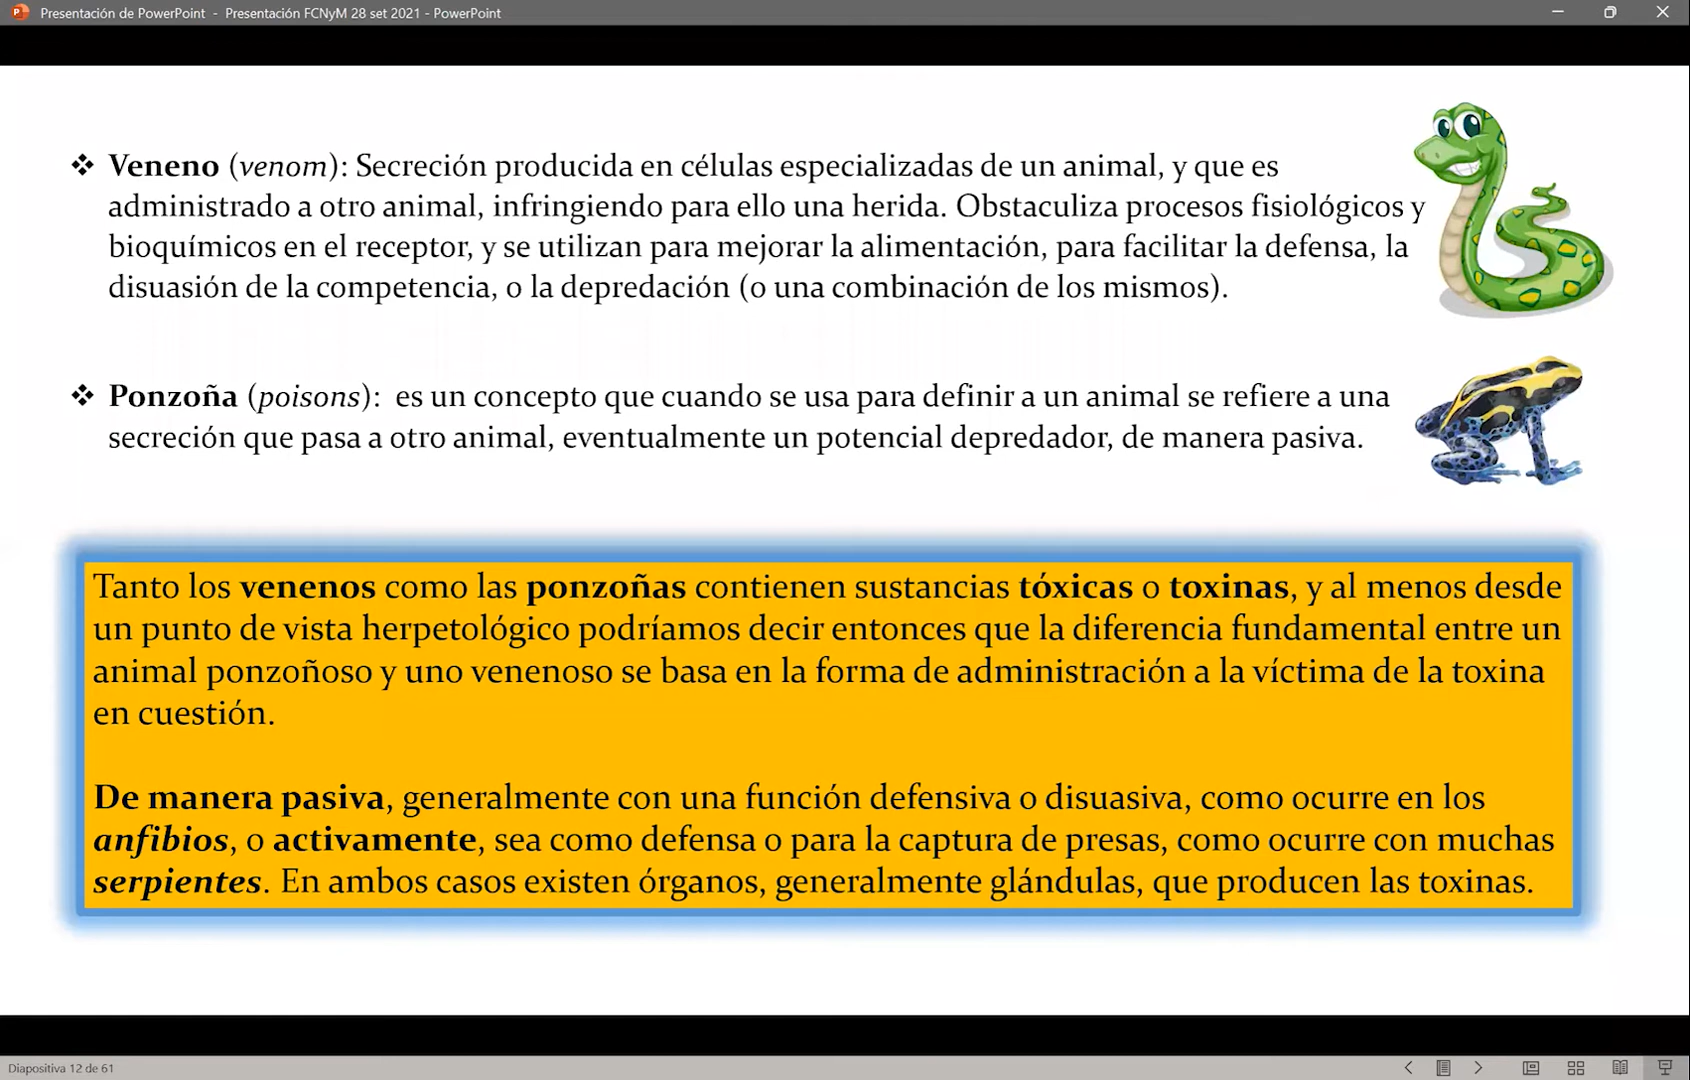 Presentación de PowerPoint - Presentación FCNyM 28 set 2021 - PowerPoint
❖ Veneno (venom): Secreción producida en células especializadas de un animal, y que es
administrado a otro animal, infringiendo para ello una herida. Obstaculiza procesos fisiológicos y
bioquímicos en el receptor, y se utilizan para mejorar la alimentación, para facilitar la defensa, la
disuasión de la competencia, o la depredación (o una combinación de los mismos).
❖ Ponzoña (poisons): es un concepto que cuando se usa para definir a un animal se refiere a una
secreción que pasa a otro animal, eventualmente un potencial depredador, de manera pasiva.
Tanto los venenos como las ponzoñas contienen sustancias tóxicas o toxinas, y al menos desde
un punto de vista herpetológico podríamos decir entonces que la diferencia fundamental entre un
animal ponzoñoso y uno venenoso se basa en la forma de administración a la víctima de la toxina
en cuestión.
De manera pasiva, generalmente con una función defensiva o disuasiva, como ocurre en los
anfibios, o activamente, sea como defensa o para la captura de presas, como ocurre con muchas
serpientes. En ambos casos existen órganos, generalmente glándulas, que producen las toxinas.
Diapositiva 12 de 61